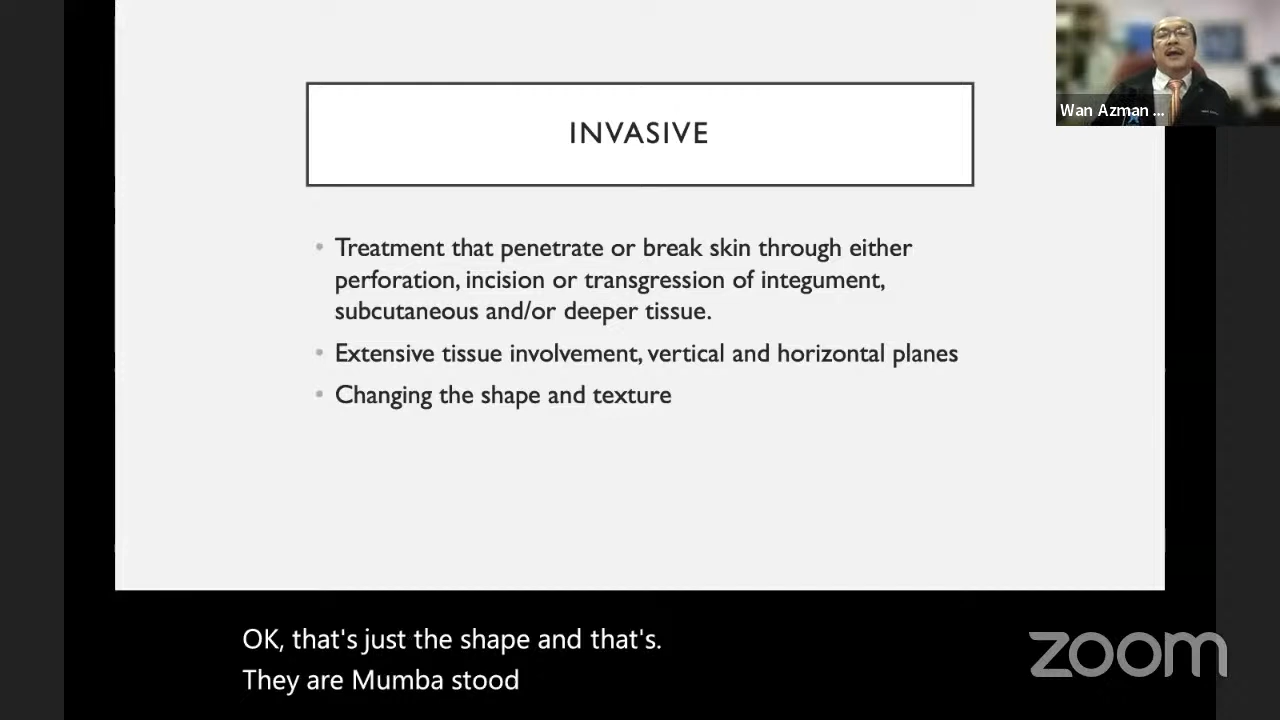 INVASIVE
Wan Azman ...
• Treatment that penetrate or break skin through either
perforation, incision or transgression of integument,
subcutaneous and/or deeper tissue.
• Extensive tissue involvement, vertical and horizontal planes
• Changing the shape and texture
OK, that's just the shape and that's.
They are Mumba stood
zoom